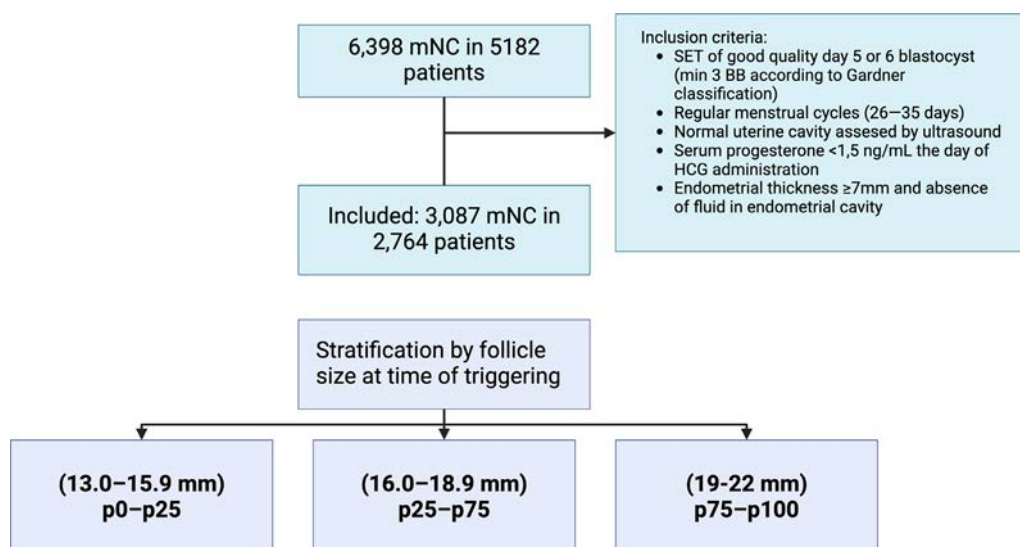 6,398 mNC in 5182
patients
Inclusion criteria:
• SET of good quality day 5 or 6 blastocyst
(min 3 BB according to Gardner
classification)
• Regular menstrual cycles (26–35 days)
• Normal uterine cavity assesed by ultrasound
• Serum progesterone <1,5 ng/mL the day of
HCG administration
• Endometrial thickness ≥7mm and absence
of fluid in endometrial cavity
Included: 3,087 mNC in
2,764 patients
Stratification by follicle
size at time of triggering
(13.0–15.9 mm)
p0–p25
(16.0–18.9 mm)
p25–p75
(19-22 mm)
p75–p100